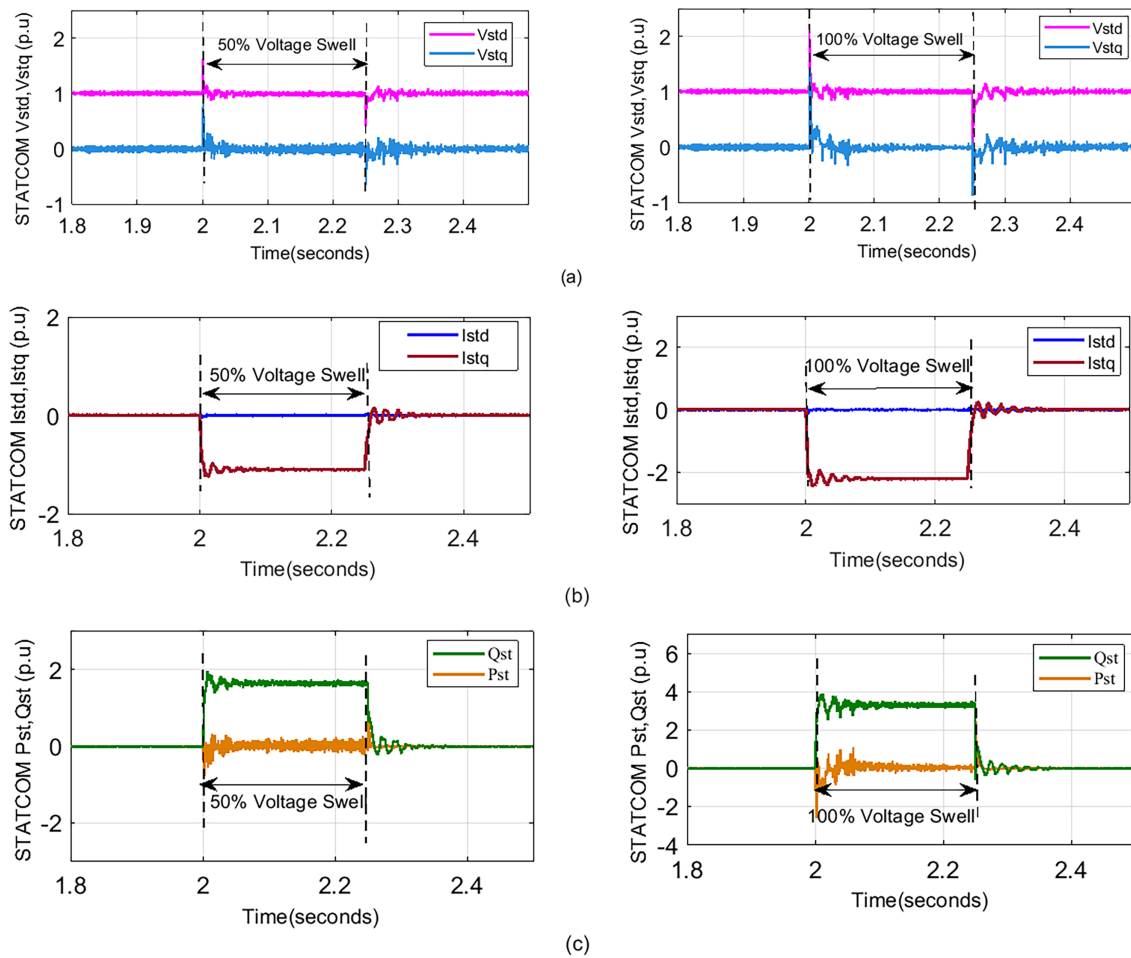 STATCOM Vstd,Vstq (p.u)
2
1
0
-1
50% Voltage Swell
Vstd
Vstq
1.8
1.9
2
2.1
2.2
2.3
2.4
Time(seconds)
STATCOM Vstd,Vstq (p.u)
2
1
0
-1
100% Voltage Swell
Vstd
Vstq
1.8
1.9
2
2.1
2.2
2.3
2.4
Time(seconds)
(a)
STATCOM Istd,Istq (p.u)
2
0
-2
50% Voltage Swell
Istd
Istq
1.8
2
2.2
2.4
Time(seconds)
STATCOM Istd,Istq (p.u)
2
0
-2
100% Voltage Swell
Istd
Istq
1.8
2
2.2
2.4
Time(seconds)
(b)
STATCOM Pst,Qst (p.u)
2
0
-2
Qst
Pst
50% Voltage Swell
1.8
2
2.2
2.4
Time(seconds)
STATCOM Pst,Qst (p.u)
6
4
2
0
-2
-4
Qst
Pst
100% Voltage Swell
1.8
2
2.2
2.4
Time(seconds)
(c)